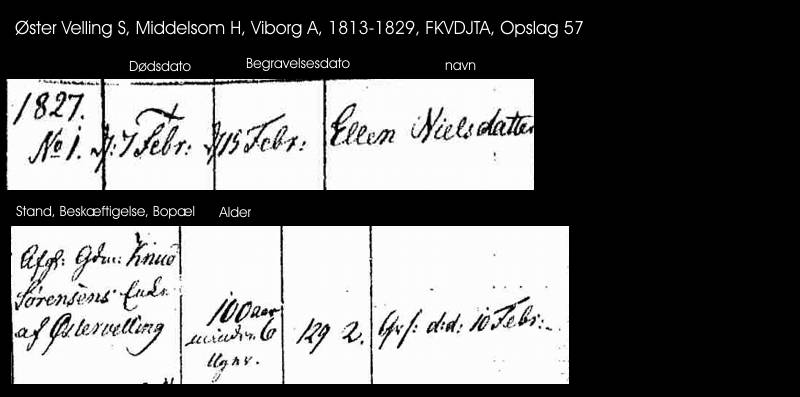 Øster Velling S, Middelsom H, Viborg A, 1813-1829, FKVDJTA, Opslag 57
Dødsdato Begravelsesdato navn
1827. 7 Febr: 15 Febr: Ellen Nielsdatter
No 1.
Stand, Beskæftigelse, Bopæl Alder
Afg: Gdm: Knud
Sørensens Enke
af Østervelling
100 aar
mindre 6
Uger.
129 2. d:d: 10 Febr: